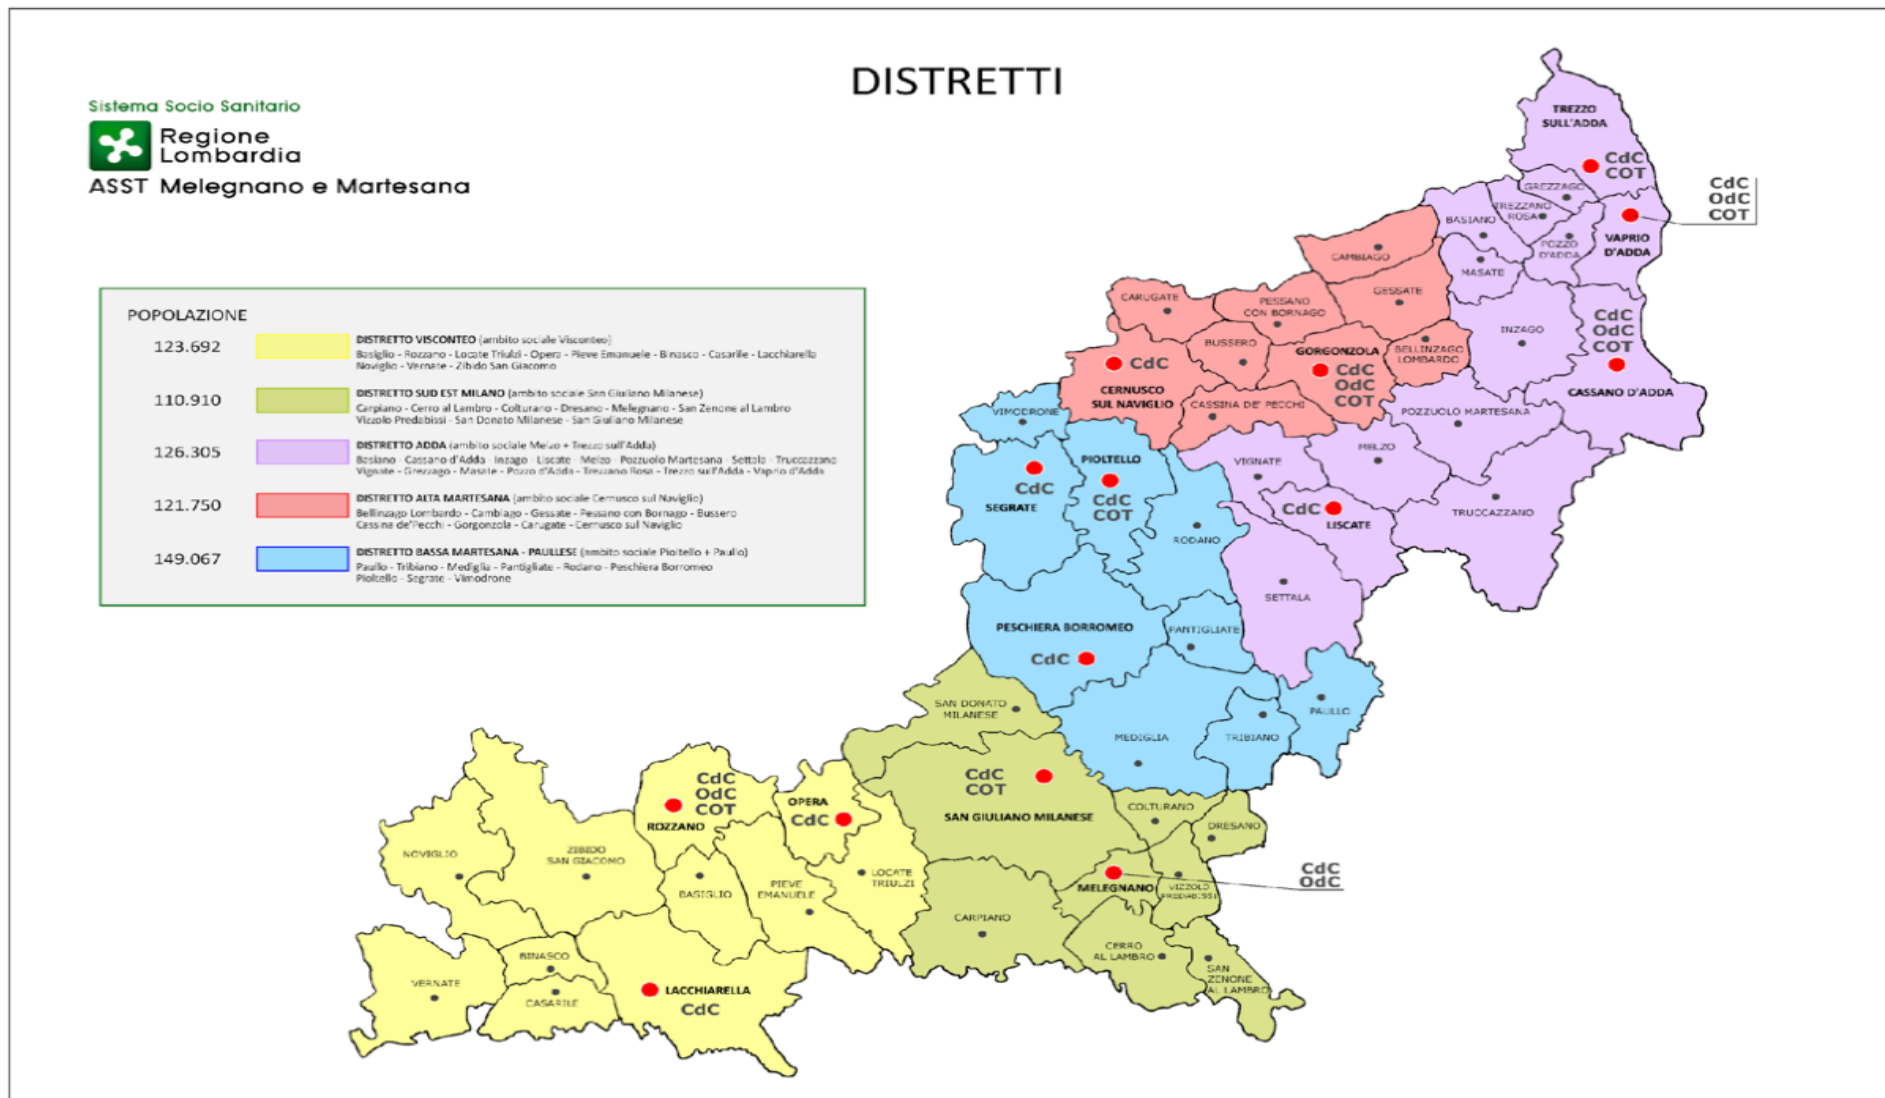 DISTRETTI
Sistema Socio Sanitario
Regione
Lombardia
ASST Melegnano e Martesana
POPOLAZIONE
123.692
DISTRETTO VISCONTEO (ambito sociale Visconteo)
Basiglio - Rozzano - Locate Triulzi - Opera - Pieve Emanuele - Binasco - Casarile - Lacchiarella
Noviglio - Vernate - Zibido San Giacomo
110.910
DISTRETTO SUD EST MILANO (ambito sociale San Giuliano Milanese)
Carpiano - Cerro al Lambro - Colturano - Dresano - Melegnano - San Zenone al Lambro
Vizzolo Predabissi - San Donato Milanese - San Giuliano Milanese
126.305
DISTRETTO ADDA (ambito sociale Melzo + Trezzo sull'Adda)
Basiano - Cassano d'Adda - Inzago - Liscate - Melzo - Pozzuolo Martesana - Settala - Truccazzano
Vignate - Grezzago - Masate - Pozzo d'Adda - Trezzano Rosa - Trezzo sull'Adda - Vaprio d'Adda
121.750
DISTRETTO ALTA MARTESANA (ambito sociale Cernusco sul Naviglio)
Bellinzago Lombardo - Cambiago - Gessate - Pessano con Bornago - Bussero
Cassina de'Pecchi - Gorgonzola - Carugate - Cernusco sul Naviglio
149.067
DISTRETTO BASSA MARTESANA - PAULLESE (ambito sociale Pioltello + Paullo)
Paullo - Tribiano - Mediglia - Pantigliate - Rodano - Peschiera Borromeo
Pioltello - Segrate - Vimodrone
TREZZO
SULL'ADDA
CdC
COT
GREZZAGO
TREZZANO
ROSA
BASIANO
POZZO
D'ADDA
MASATE
VAPRIO
D'ADDA
CdC
OdC
COT
CAMBIAGO
GESSATE
CARUGATE
PESSANO
CON BORNAGO
BUSSERO
GORGONZOLA
CdC
OdC
COT
BELLINZAGO
LOMBARDO
INZAGO
CdC
OdC
COT
CASSANO D'ADDA
CdC
CERNUSCO
SUL NAVIGLIO
CASSINA DE' PECCHI
POZZUOLO MARTESANA
VIMODRONE
MELZO
VIGNATE
PIOLTELLO
CdC
COT
CdC
SEGRATE
CdC
LISCATE
TRUCCAZZANO
RODANO
SETTALA
PESCHIERA BORROMEO
CdC
PANTIGLIATE
SAN DONATO
MILANESE
MEDIGLIA
TRIBIANO
PAULLO
CdC
COT
SAN GIULIANO MILANESE
COLTURANO
DRESANO
CdC
OdC
MELEGNANO
VIZZOLO
PREDABISSI
CARPIANO
CERRO
AL LAMBRO
SAN
ZENONE
AL LAMBRO
CdC
OdC
COT
ROZZANO
OPERA
CdC
NOVIGLIO
ZIBIDO
SAN GIACOMO
BASIGLIO
PIEVE
EMANUELE
LOCATE
TRIULZI
BINASCO
VERNATE
CASARILE
LACCHIARELLA
CdC